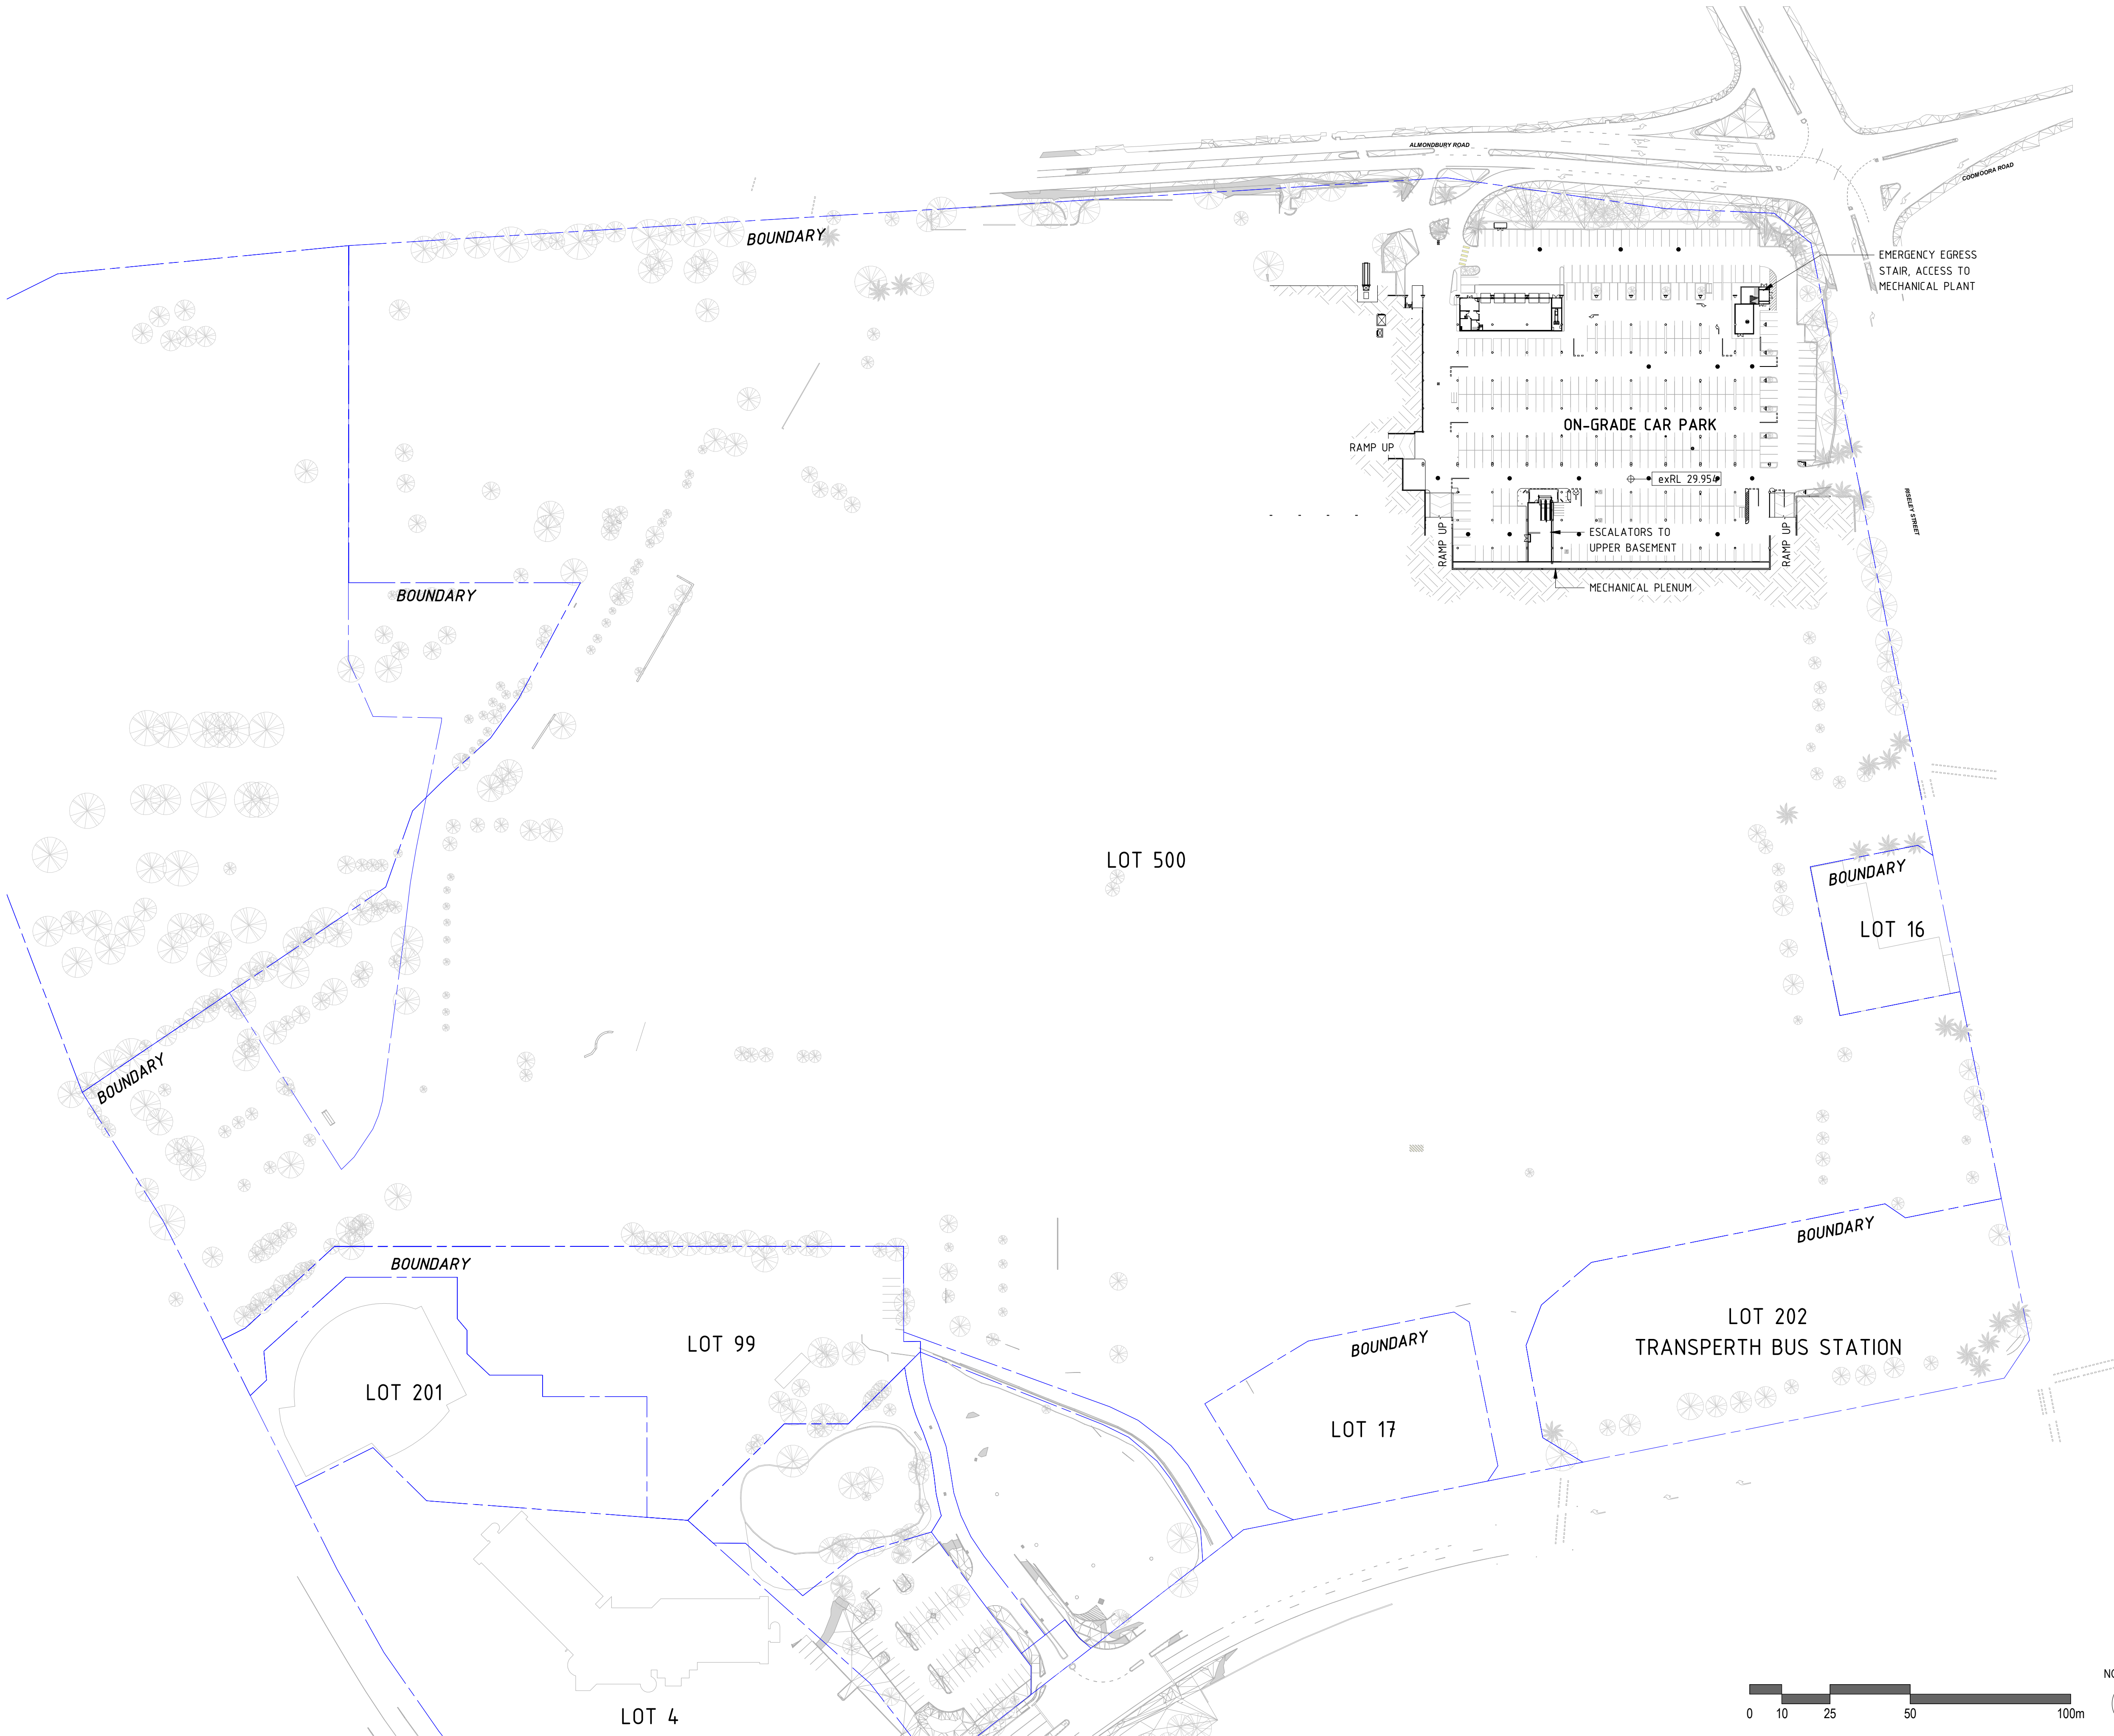 ALMONDBURY ROAD
COOMOORA ROAD
BOUNDARY
EMERGENCY EGRESS
STAIR, ACCESS TO
MECHANICAL PLANT
ON-GRADE CAR PARK
RAMP UP
exRL 29.954
RISELEY STREET
RAMP UP
ESCALATORS TO
UPPER BASEMENT
RAMP UP
MECHANICAL PLENUM
BOUNDARY
LOT 500
BOUNDARY
LOT 16
BOUNDARY
BOUNDARY
BOUNDARY
LOT 202
TRANSPERTH BUS STATION
LOT 99
BOUNDARY
LOT 201
LOT 17
LOT 4
0 10 25 50 100m